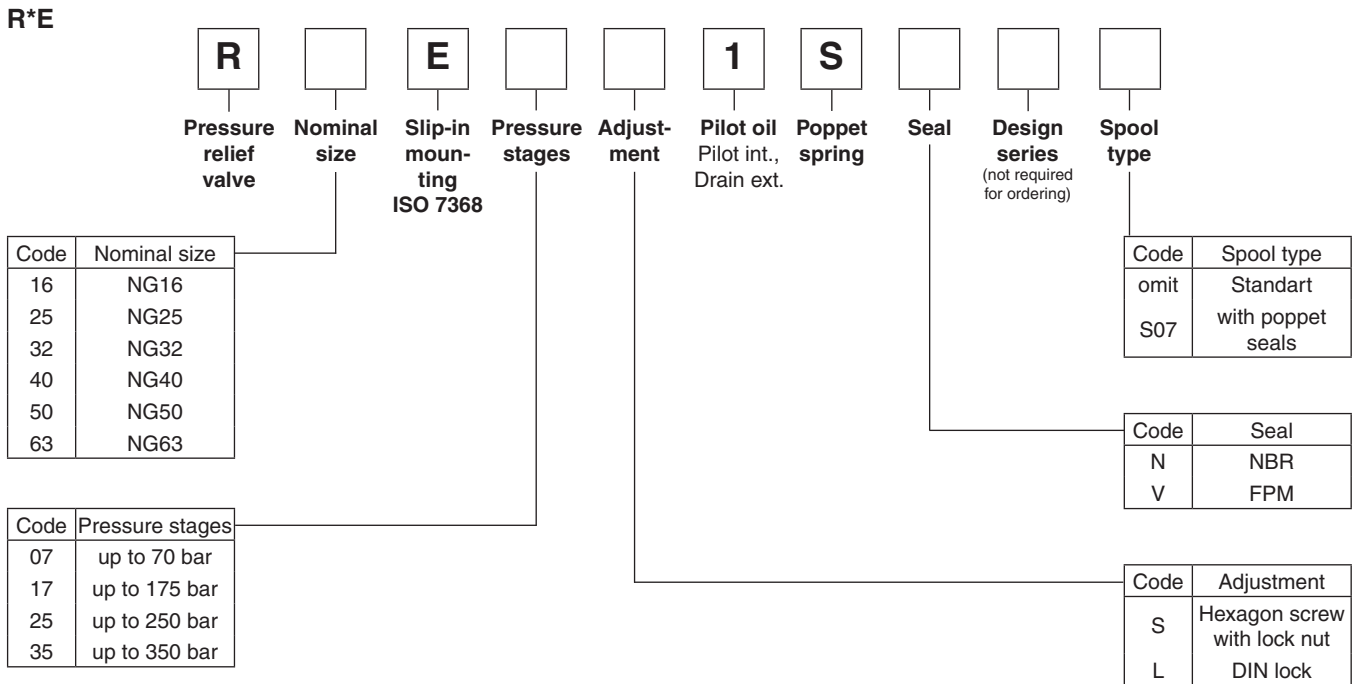 R*E
R E 1 S
Pressure relief valve
Nominal size
Slip-in moun-ting ISO 7368
Pressure stages
Adjust-ment
Pilot oil Pilot int., Drain ext.
Poppet spring
Seal
Design series (not required for ordering)
Spool type
Code Nominal size
16 NG16
25 NG25
32 NG32
40 NG40
50 NG50
63 NG63
Code Pressure stages
07 up to 70 bar
17 up to 175 bar
25 up to 250 bar
35 up to 350 bar
Code Spool type
omit Standart
S07 with poppet seals
Code Seal
N NBR
V FPM
Code Adjustment
S Hexagon screw with lock nut
L DIN lock